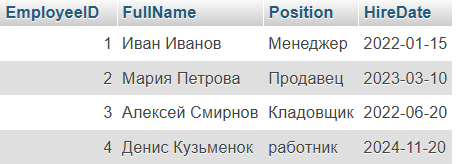 EmployeeID FullName Position HireDate
1 Иван Иванов Менеджер 2022-01-15
2 Мария Петрова Продавец 2023-03-10
3 Алексей Смирнов Кладовщик 2022-06-20
4 Денис Кузьменок работник 2024-11-20